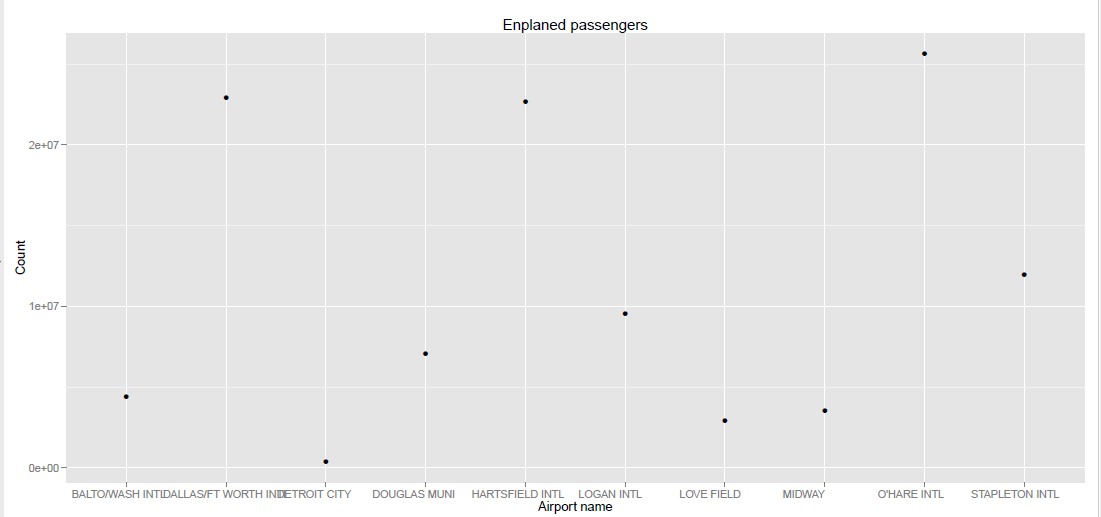 Enplaned passengers
Count
2e+07
1e+07
0e+00
BALTO/WASH INTL DALLAS/FT WORTH INTL DETROIT CITY DOUGLAS MUNI HARTSFIELD INTL LOGAN INTL LOVE FIELD MIDWAY O'HARE INTL STAPLETON INTL
Airport name